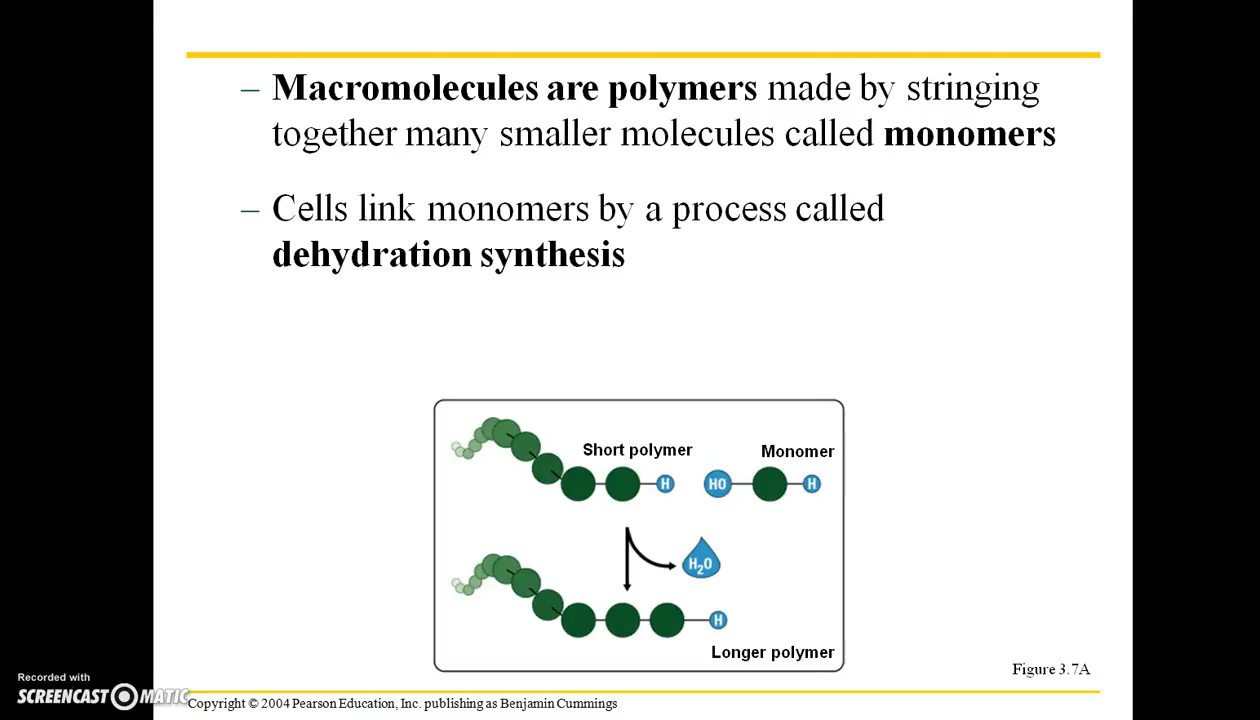 – Macromolecules are polymers made by stringing
together many smaller molecules called monomers
– Cells link monomers by a process called
dehydration synthesis
Short polymer
Monomer
H
HO
H
H2O
H
Longer polymer
Figure 3.7A
Recorded with
SCREENCAST MATIC
Copyright © 2004 Pearson Education, Inc. publishing as Benjamin Cummings